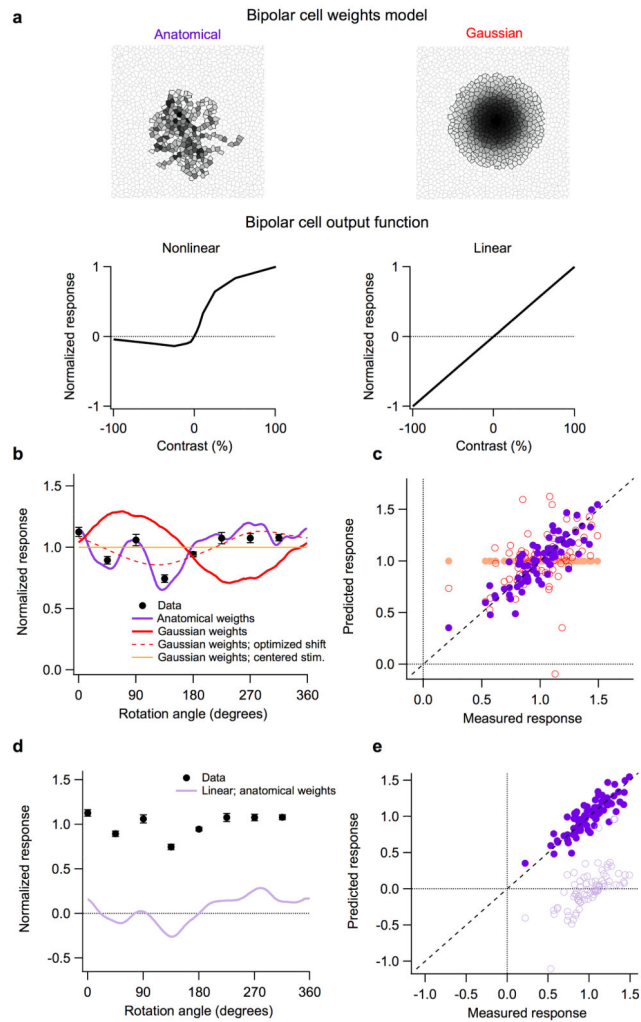 a
Bipolar cell weights model
Anatomical
Gaussian
Bipolar cell output function
Nonlinear
Linear
Normalized response
1
0
-1
-100
0
100
Contrast (%)
Normalized response
1
0
-1
-100
0
100
Contrast (%)
b
Normalized response
1.5
1.0
0.5
0.0
Data
Anatomical weigths
Gaussian weights
Gaussian weights; optimized shift
Gaussian weights; centered stim.
0
90
180
270
360
Rotation angle (degrees)
c
Predicted response
1.5
1.0
0.5
0.0
0.0
0.5
1.0
1.5
Measured response
d
Normalized response
1.5
1.0
0.5
0.0
-0.5
Data
Linear; anatomical weights
0
90
180
270
360
Rotation angle (degrees)
e
Predicted response
1.5
1.0
0.5
0.0
-0.5
-1.0
-1.0
-0.5
0.0
0.5
1.0
1.5
Measured response